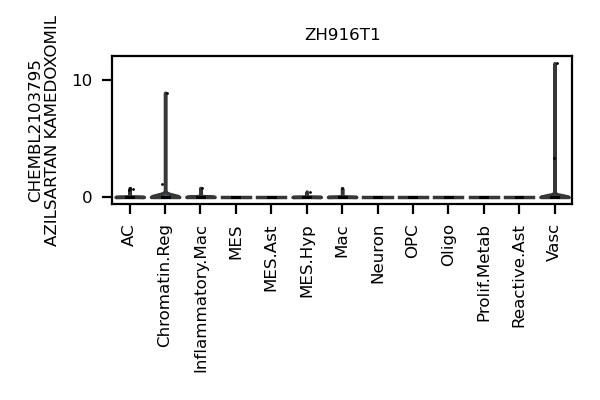 ZH916T1
CHEMBL2103795
AZILSARTAN KAMEDOXOMIL
10
0
AC
Chromatin.Reg
Inflammatory.Mac
MES
MES.Ast
MES.Hyp
Mac
Neuron
OPC
Oligo
Prolif.Metab
Reactive.Ast
Vasc